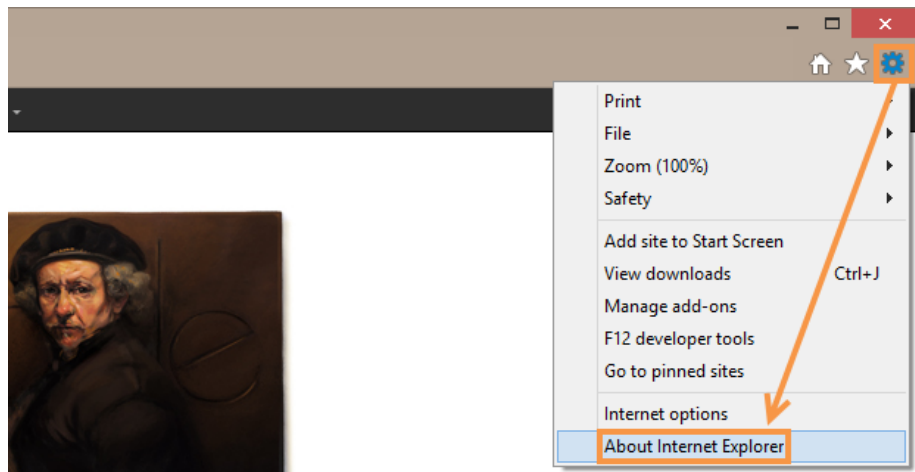 Print
File
Zoom (100%)
Safety
Add site to Start Screen
View downloads Ctrl+J
Manage add-ons
F12 developer tools
Go to pinned sites
Internet options
About Internet Explorer